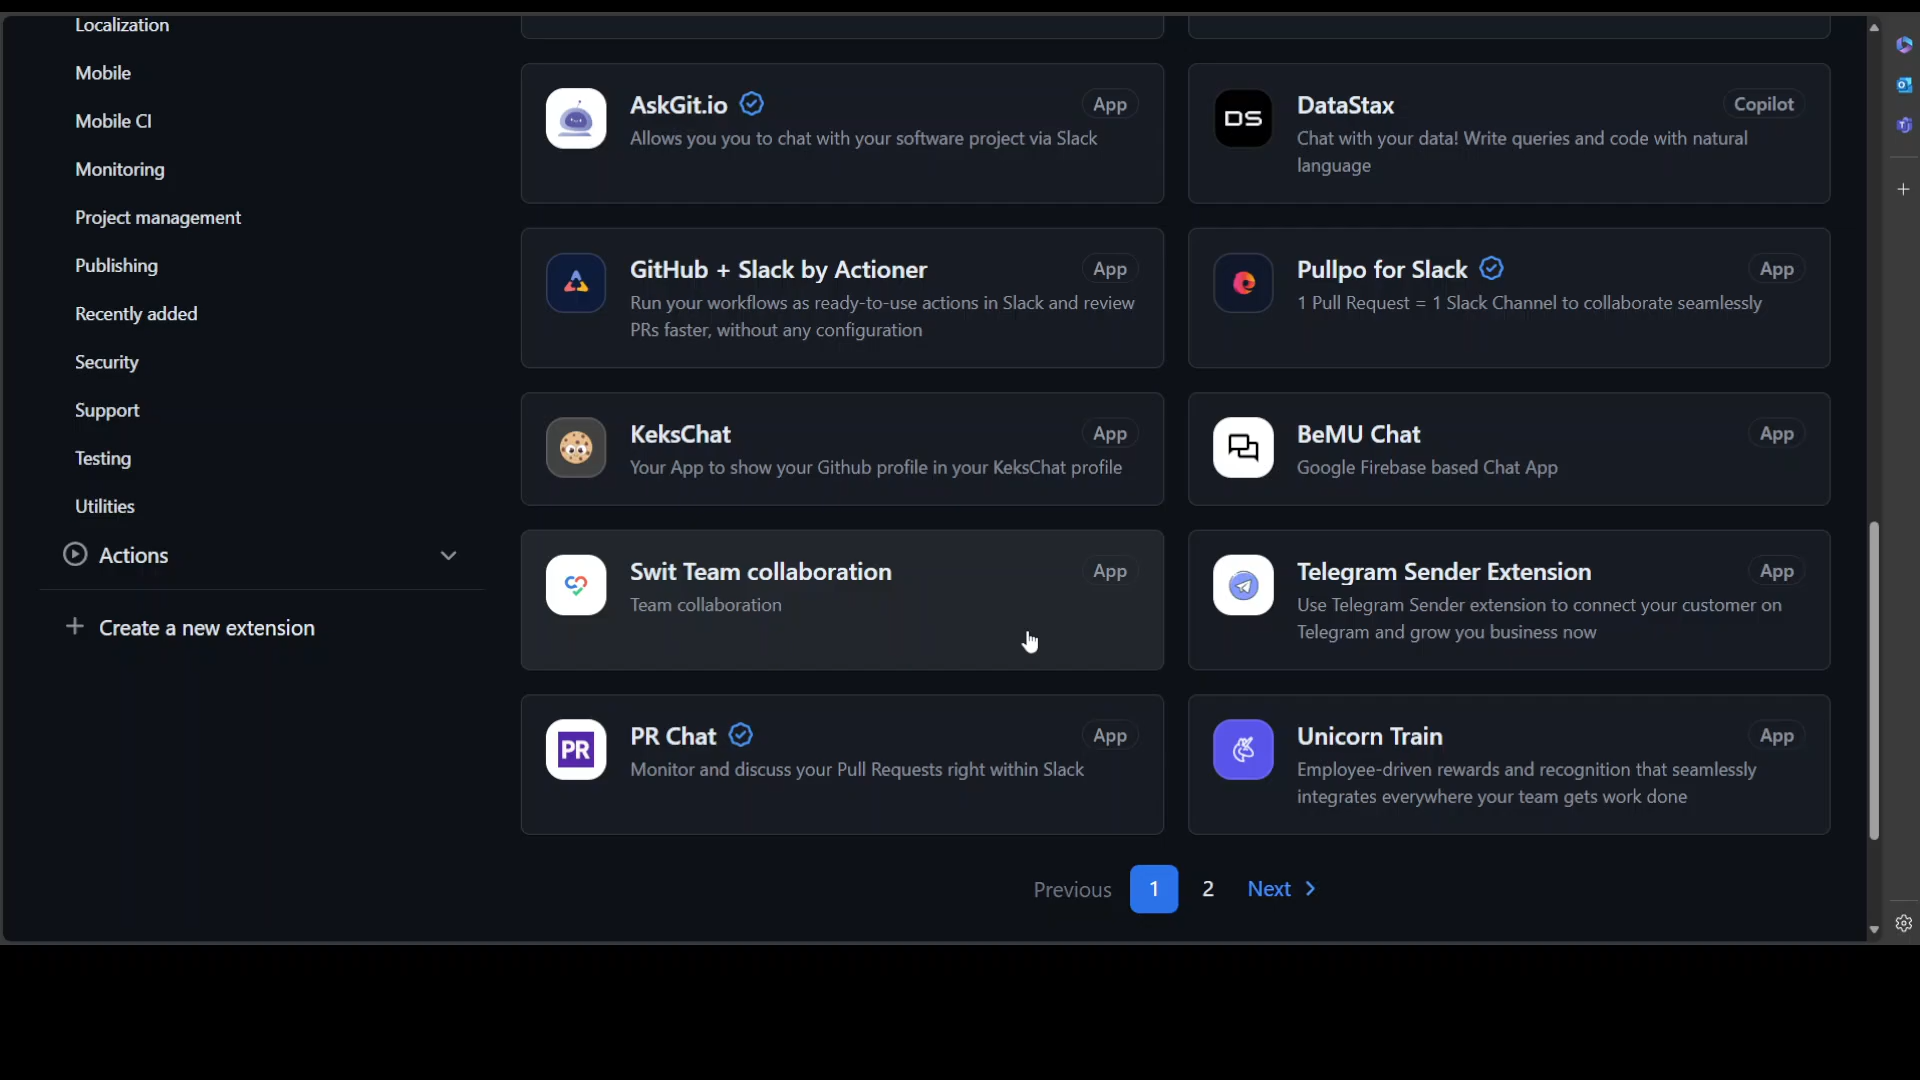 Localization
Mobile
Mobile CI
Monitoring
Project management
Publishing
Recently added
Security
Support
Testing
Utilities
Actions
Create a new extension
AskGit.io
App
Allows you you to chat with your software project via Slack
DS
DataStax
Copilot
Chat with your data! Write queries and code with natural
language
GitHub + Slack by Actioner
App
Run your workflows as ready-to-use actions in Slack and review
PRs faster, without any configuration
Pullpo for Slack
App
1 Pull Request = 1 Slack Channel to collaborate seamlessly
KeksChat
App
Your App to show your Github profile in your KeksChat profile
BeMU Chat
App
Google Firebase based Chat App
Swit Team collaboration
App
Team collaboration
Telegram Sender Extension
App
Use Telegram Sender extension to connect your customer on
Telegram and grow you business now
PR
PR Chat
App
Monitor and discuss your Pull Requests right within Slack
Unicorn Train
App
Employee-driven rewards and recognition that seamlessly
integrates everywhere your team gets work done
Previous 1 2 Next